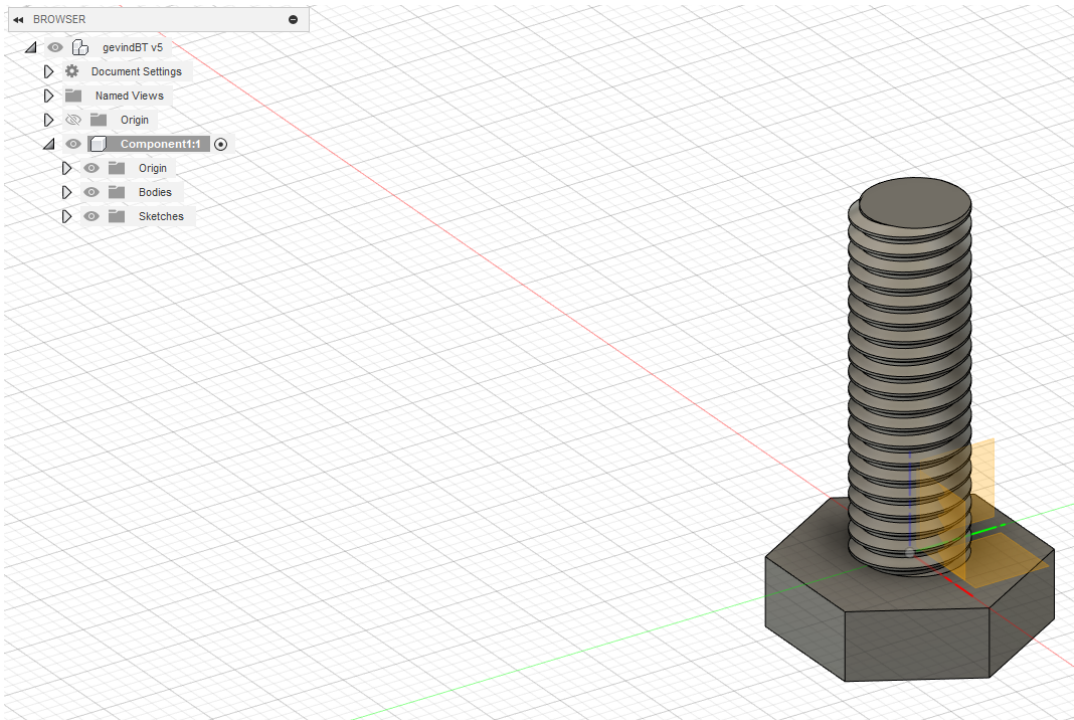 BROWSER
gevindBT v5
Document Settings
Named Views
Origin
Component1:1
Origin
Bodies
Sketches